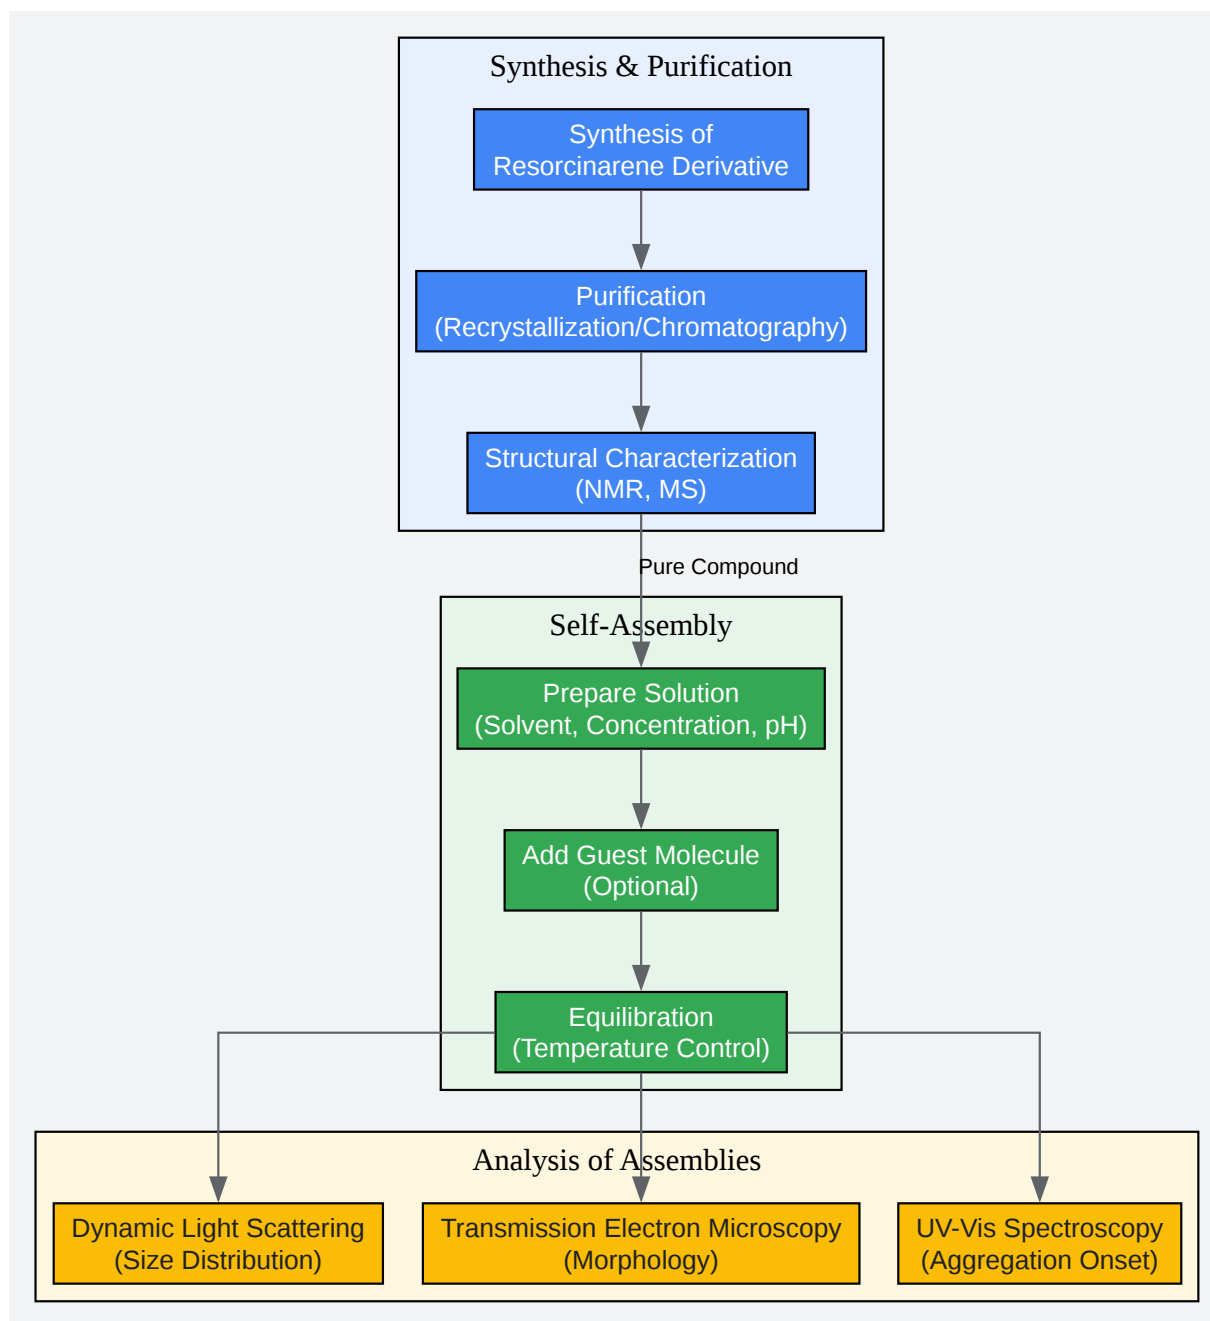 Synthesis & Purification
Synthesis of
Resorcinarene Derivative
Purification
(Recrystallization/Chromatography)
Structural Characterization
(NMR, MS)
Pure Compound
Self-Assembly
Prepare Solution
(Solvent, Concentration, pH)
Add Guest Molecule
(Optional)
Equilibration
(Temperature Control)
Analysis of Assemblies
Dynamic Light Scattering
(Size Distribution)
Transmission Electron Microscopy
(Morphology)
UV-Vis Spectroscopy
(Aggregation Onset)